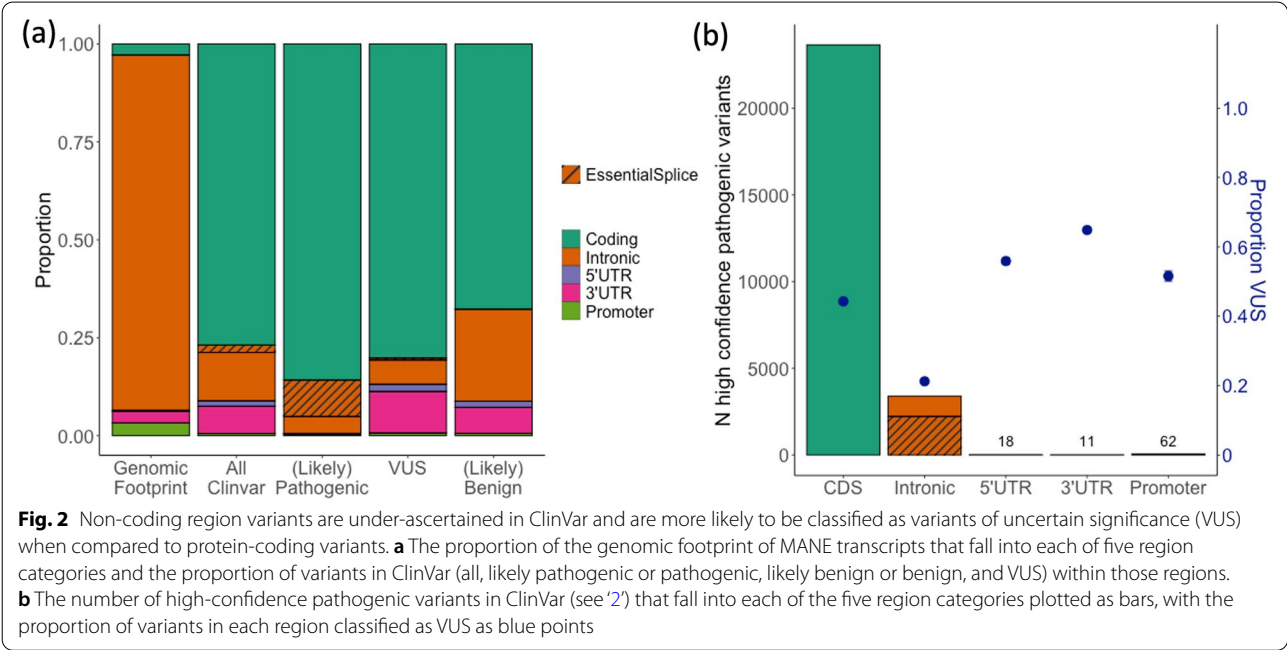 (a)
Proportion
1.00
0.75
0.50
0.25
0.00
Genomic
Footprint
All
Clinvar
(Likely)
Pathogenic
VUS
(Likely)
Benign
EssentialSplice
Coding
Intronic
5'UTR
3'UTR
Promoter
(b)
N high confidence pathogenic variants
20000
15000
10000
5000
0
18
11
62
CDS
Intronic
5'UTR
3'UTR
Promoter
1.0
0.8
0.6
0.4
0.2
0
Proportion VUS
Fig. 2 Non-coding region variants are under-ascertained in ClinVar and are more likely to be classified as variants of uncertain significance (VUS)
when compared to protein-coding variants. a The proportion of the genomic footprint of MANE transcripts that fall into each of five region
categories and the proportion of variants in ClinVar (all, likely pathogenic or pathogenic, likely benign or benign, and VUS) within those regions.
b The number of high-confidence pathogenic variants in ClinVar (see ‘2’) that fall into each of the five region categories plotted as bars, with the
proportion of variants in each region classified as VUS as blue points